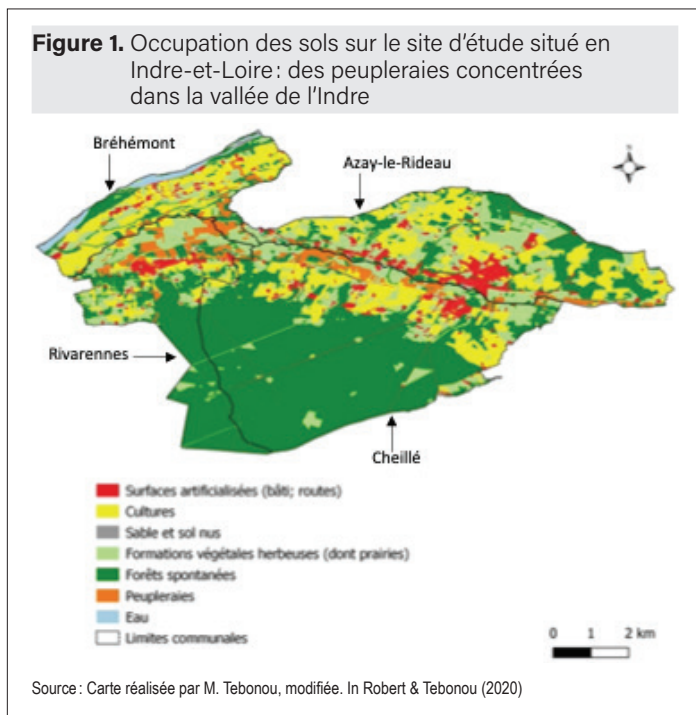 Figure 1. Occupation des sols sur le site d'étude situé en
Indre-et-Loire : des peupleraies concentrées
dans la vallée de l'Indre
Bréhémont
Azay-le-Rideau
N
Rivarennes
Cheillé
Surfaces artificialisées (bâti; routes)
Cultures
Sable et sol nus
Formations végétales herbeuses (dont prairies)
Forêts spontanées
Peupleraies
Eau
Limites communales
0 1 2 km
Source : Carte réalisée par M. Tebonou, modifiée. In Robert & Tebonou (2020)